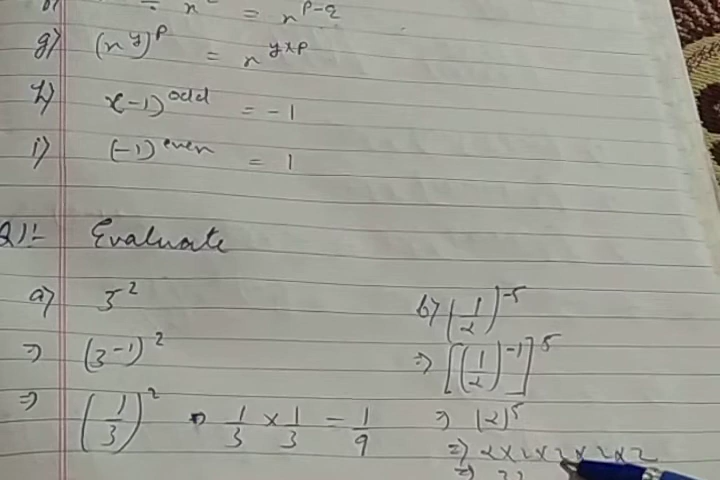 ÷ x = x^(p-q)
g) (x^y)^p = x^(y×p)
h) (-1)^odd = -1
i) (-1)^even = 1
Q):- Evaluate
a) 3^2
⇒ (3^-1)^2
⇒ (1/3)^2 ⇒ 1/3 × 1/3 = 1/9
b) (1/2)^-5
⇒ [(1/2)^-1]^5
⇒ (2)^5
⇒ 2×2×2×2×2
⇒